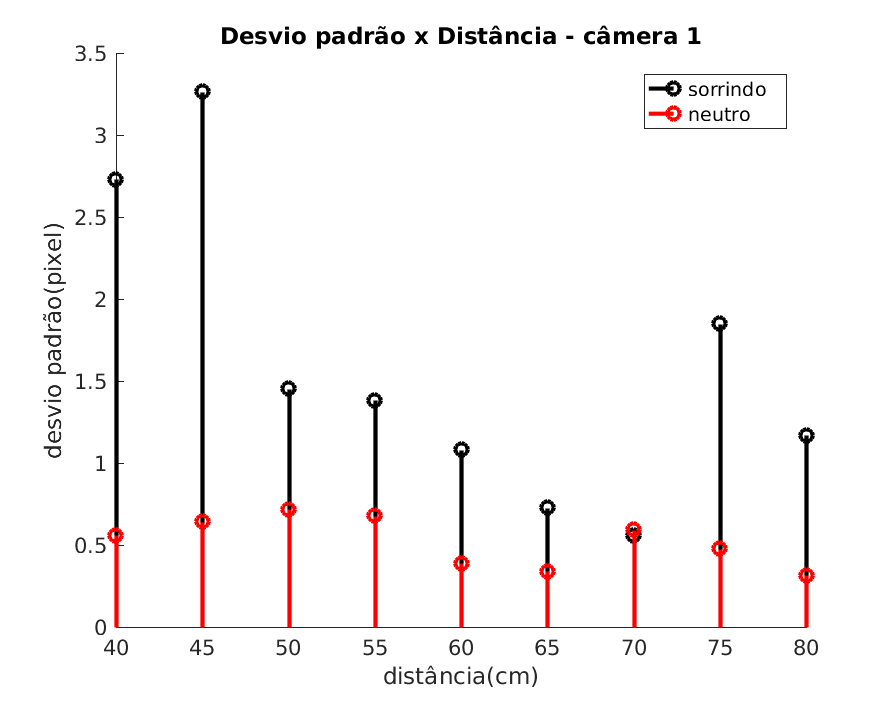 Desvio padrão x Distância - câmera 1
sorrindo
neutro
desvio padrão(pixel)
3.5
3
2.5
2
1.5
1
0.5
0
40 45 50 55 60 65 70 75 80
distância(cm)